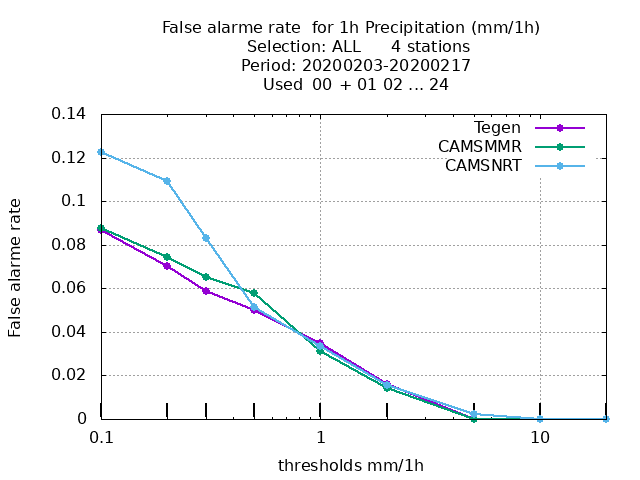 False alarme rate  for 1h Precipitation (mm/1h)
Selection: ALL      4 stations
Period: 20200203-20200217
Used  00  + 01 02 ... 24
Tegen
CAMSMMR
CAMSNRT
False alarme rate
0.14
0.12
0.1
0.08
0.06
0.04
0.02
0
0.1 1 10
thresholds mm/1h